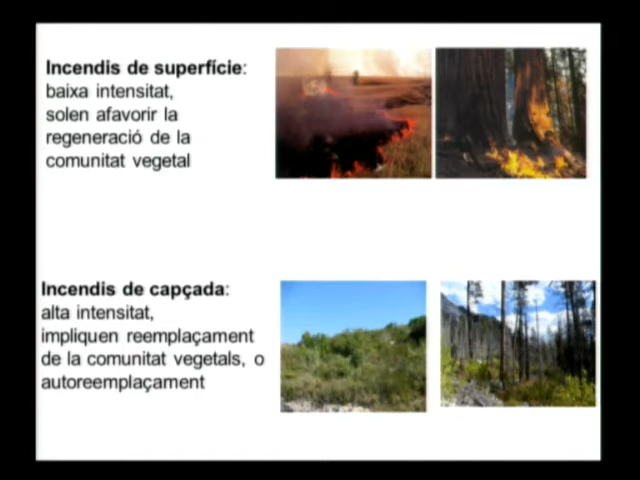 Incendis de superfície:
baixa intensitat,
solen afavorir la
regeneració de la
comunitat vegetal
Incendis de capçada:
alta intensitat,
impliquen reemplaçament
de la comunitat vegetals, o
autoreemplaçament